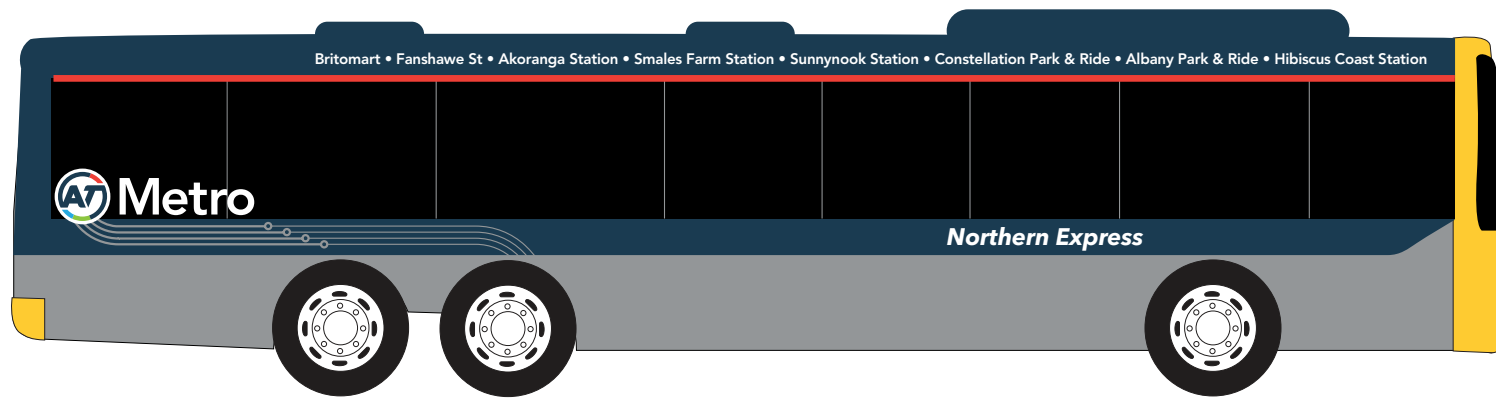 Britomart • Fanshawe St • Akoranga Station • Smales Farm Station • Sunnynook Station • Constellation Park & Ride • Albany Park & Ride • Hibiscus Coast Station
AT Metro
Northern Express